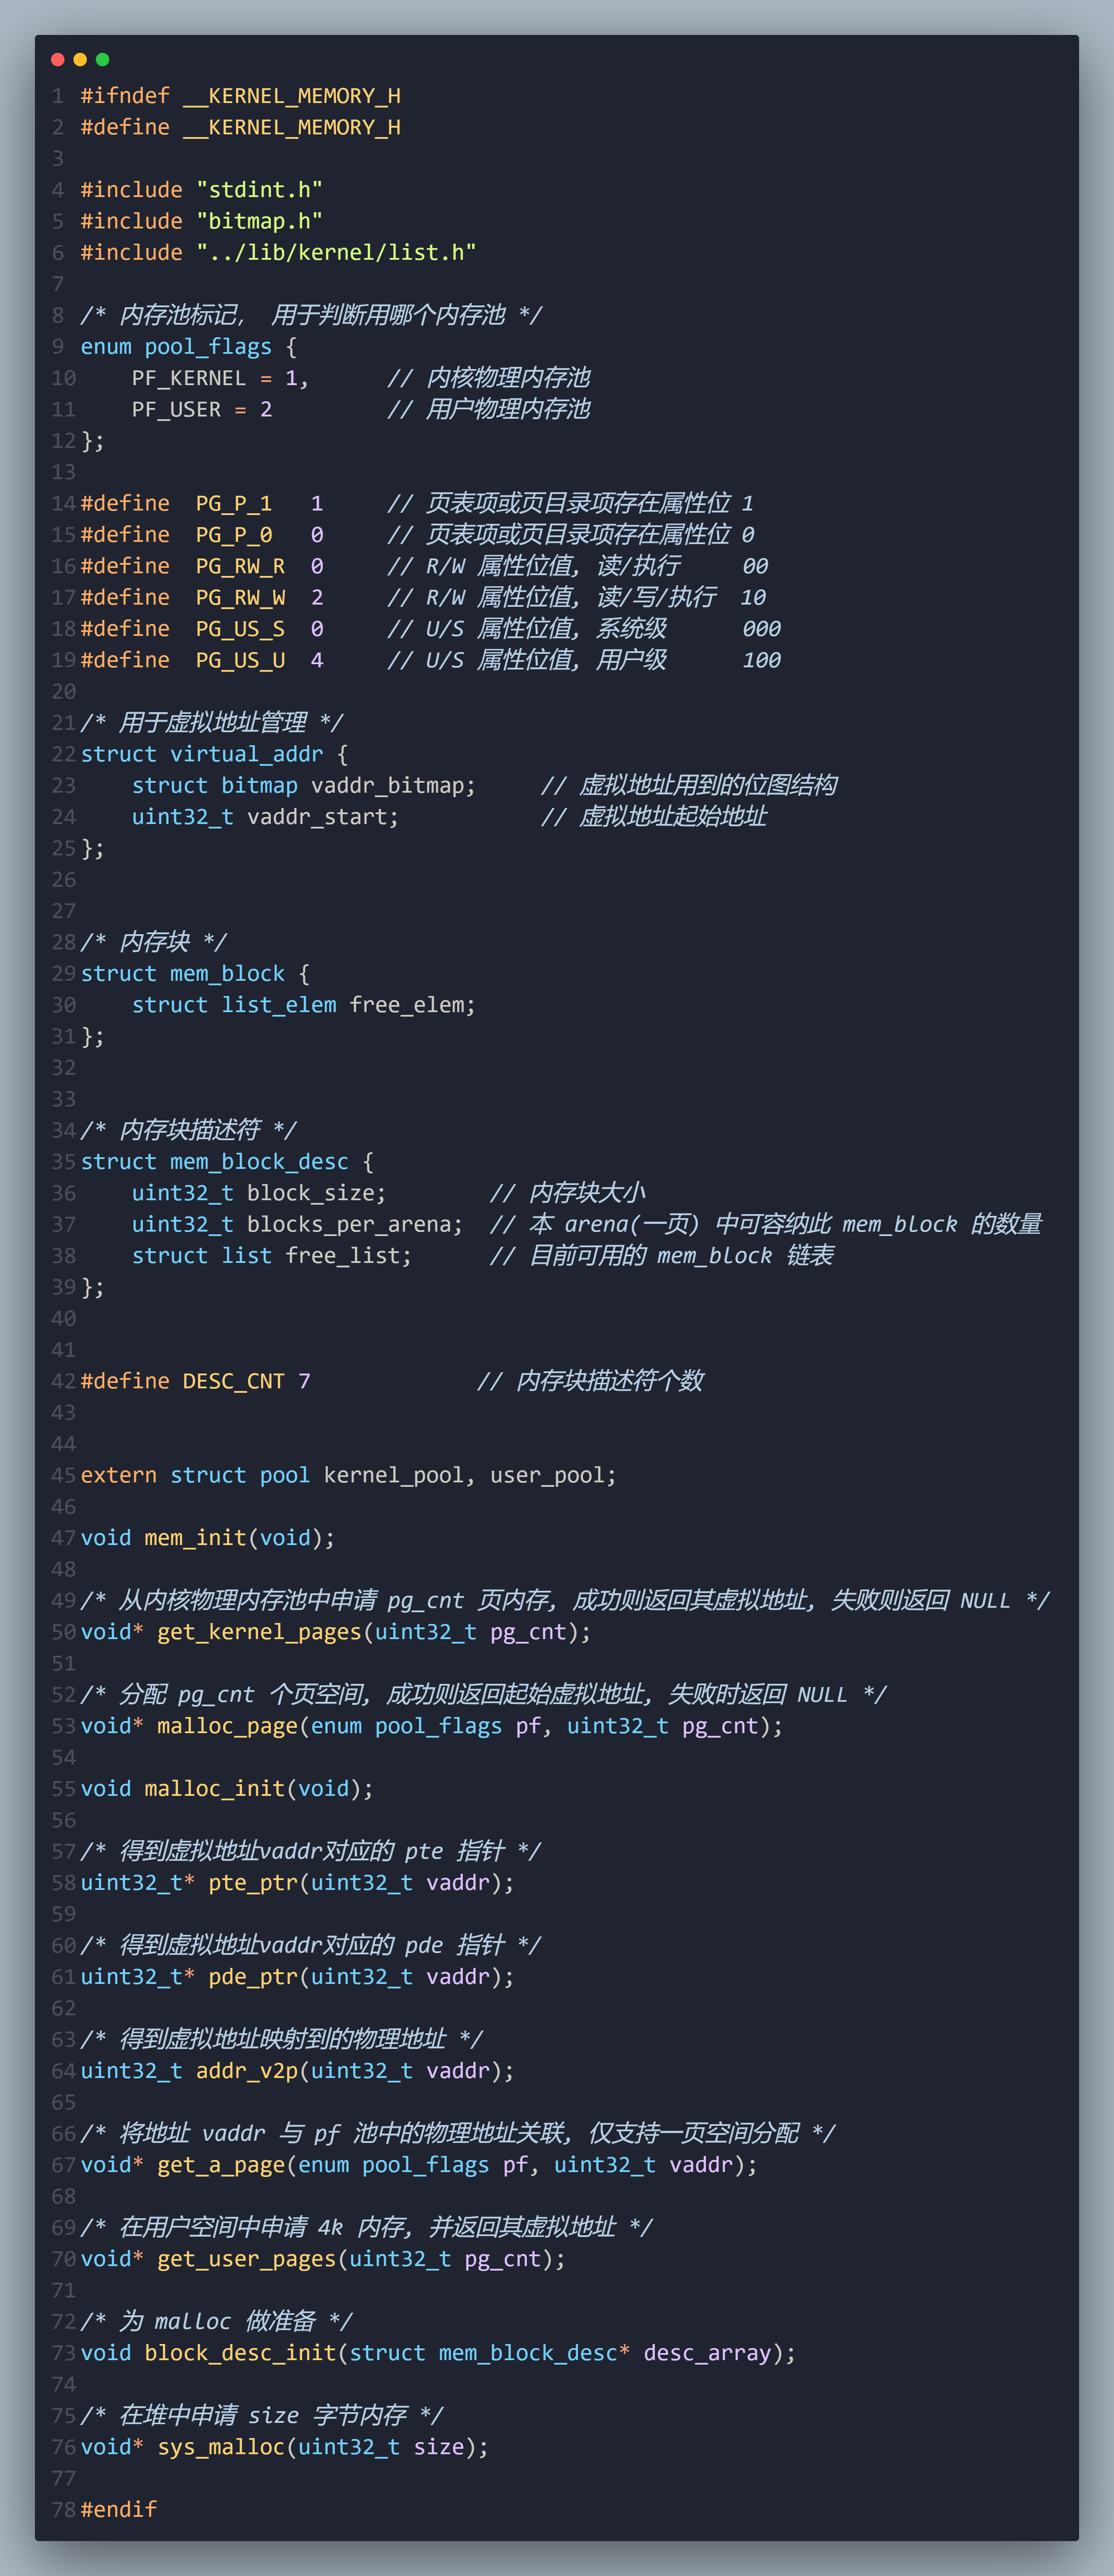 1 #ifndef __KERNEL_MEMORY_H
2 #define __KERNEL_MEMORY_H
3
4 #include "stdint.h"
5 #include "bitmap.h"
6 #include "../lib/kernel/list.h"
7
8 /* 内存池标记, 用于判断用哪个内存池 */
9 enum pool_flags {
10     PF_KERNEL = 1,      // 内核物理内存池
11     PF_USER = 2         // 用户物理内存池
12 };
13
14 #define  PG_P_1   1     // 页表项或页目录项存在属性位 1
15 #define  PG_P_0   0     // 页表项或页目录项存在属性位 0
16 #define  PG_RW_R  0     // R/W 属性位值, 读/执行     00
17 #define  PG_RW_W  2     // R/W 属性位值, 读/写/执行  10
18 #define  PG_US_S  0     // U/S 属性位值, 系统级      000
19 #define  PG_US_U  4     // U/S 属性位值, 用户级      100
20
21 /* 用于虚拟地址管理 */
22 struct virtual_addr {
23     struct bitmap vaddr_bitmap;     // 虚拟地址用到的位图结构
24     uint32_t vaddr_start;           // 虚拟地址起始地址
25 };
26
27
28 /* 内存块 */
29 struct mem_block {
30     struct list_elem free_elem;
31 };
32
33
34 /* 内存块描述符 */
35 struct mem_block_desc {
36     uint32_t block_size;        // 内存块大小
37     uint32_t blocks_per_arena;  // 本 arena(一页) 中可容纳此 mem_block 的数量
38     struct list free_list;      // 目前可用的 mem_block 链表
39 };
40
41
42 #define DESC_CNT 7             // 内存块描述符个数
43
44
45 extern struct pool kernel_pool, user_pool;
46
47 void mem_init(void);
48
49 /* 从内核物理内存池中申请 pg_cnt 页内存, 成功则返回其虚拟地址, 失败则返回 NULL */
50 void* get_kernel_pages(uint32_t pg_cnt);
51
52 /* 分配 pg_cnt 个页空间, 成功则返回起始虚拟地址, 失败时返回 NULL */
53 void* malloc_page(enum pool_flags pf, uint32_t pg_cnt);
54
55 void malloc_init(void);
56
57 /* 得到虚拟地址vaddr对应的 pte 指针 */
58 uint32_t* pte_ptr(uint32_t vaddr);
59
60 /* 得到虚拟地址vaddr对应的 pde 指针 */
61 uint32_t* pde_ptr(uint32_t vaddr);
62
63 /* 得到虚拟地址映射到的物理地址 */
64 uint32_t addr_v2p(uint32_t vaddr);
65
66 /* 将地址 vaddr 与 pf 池中的物理地址关联, 仅支持一页空间分配 */
67 void* get_a_page(enum pool_flags pf, uint32_t vaddr);
68
69 /* 在用户空间中申请 4k 内存, 并返回其虚拟地址 */
70 void* get_user_pages(uint32_t pg_cnt);
71
72 /* 为 malloc 做准备 */
73 void block_desc_init(struct mem_block_desc* desc_array);
74
75 /* 在堆中申请 size 字节内存 */
76 void* sys_malloc(uint32_t size);
77
78 #endif